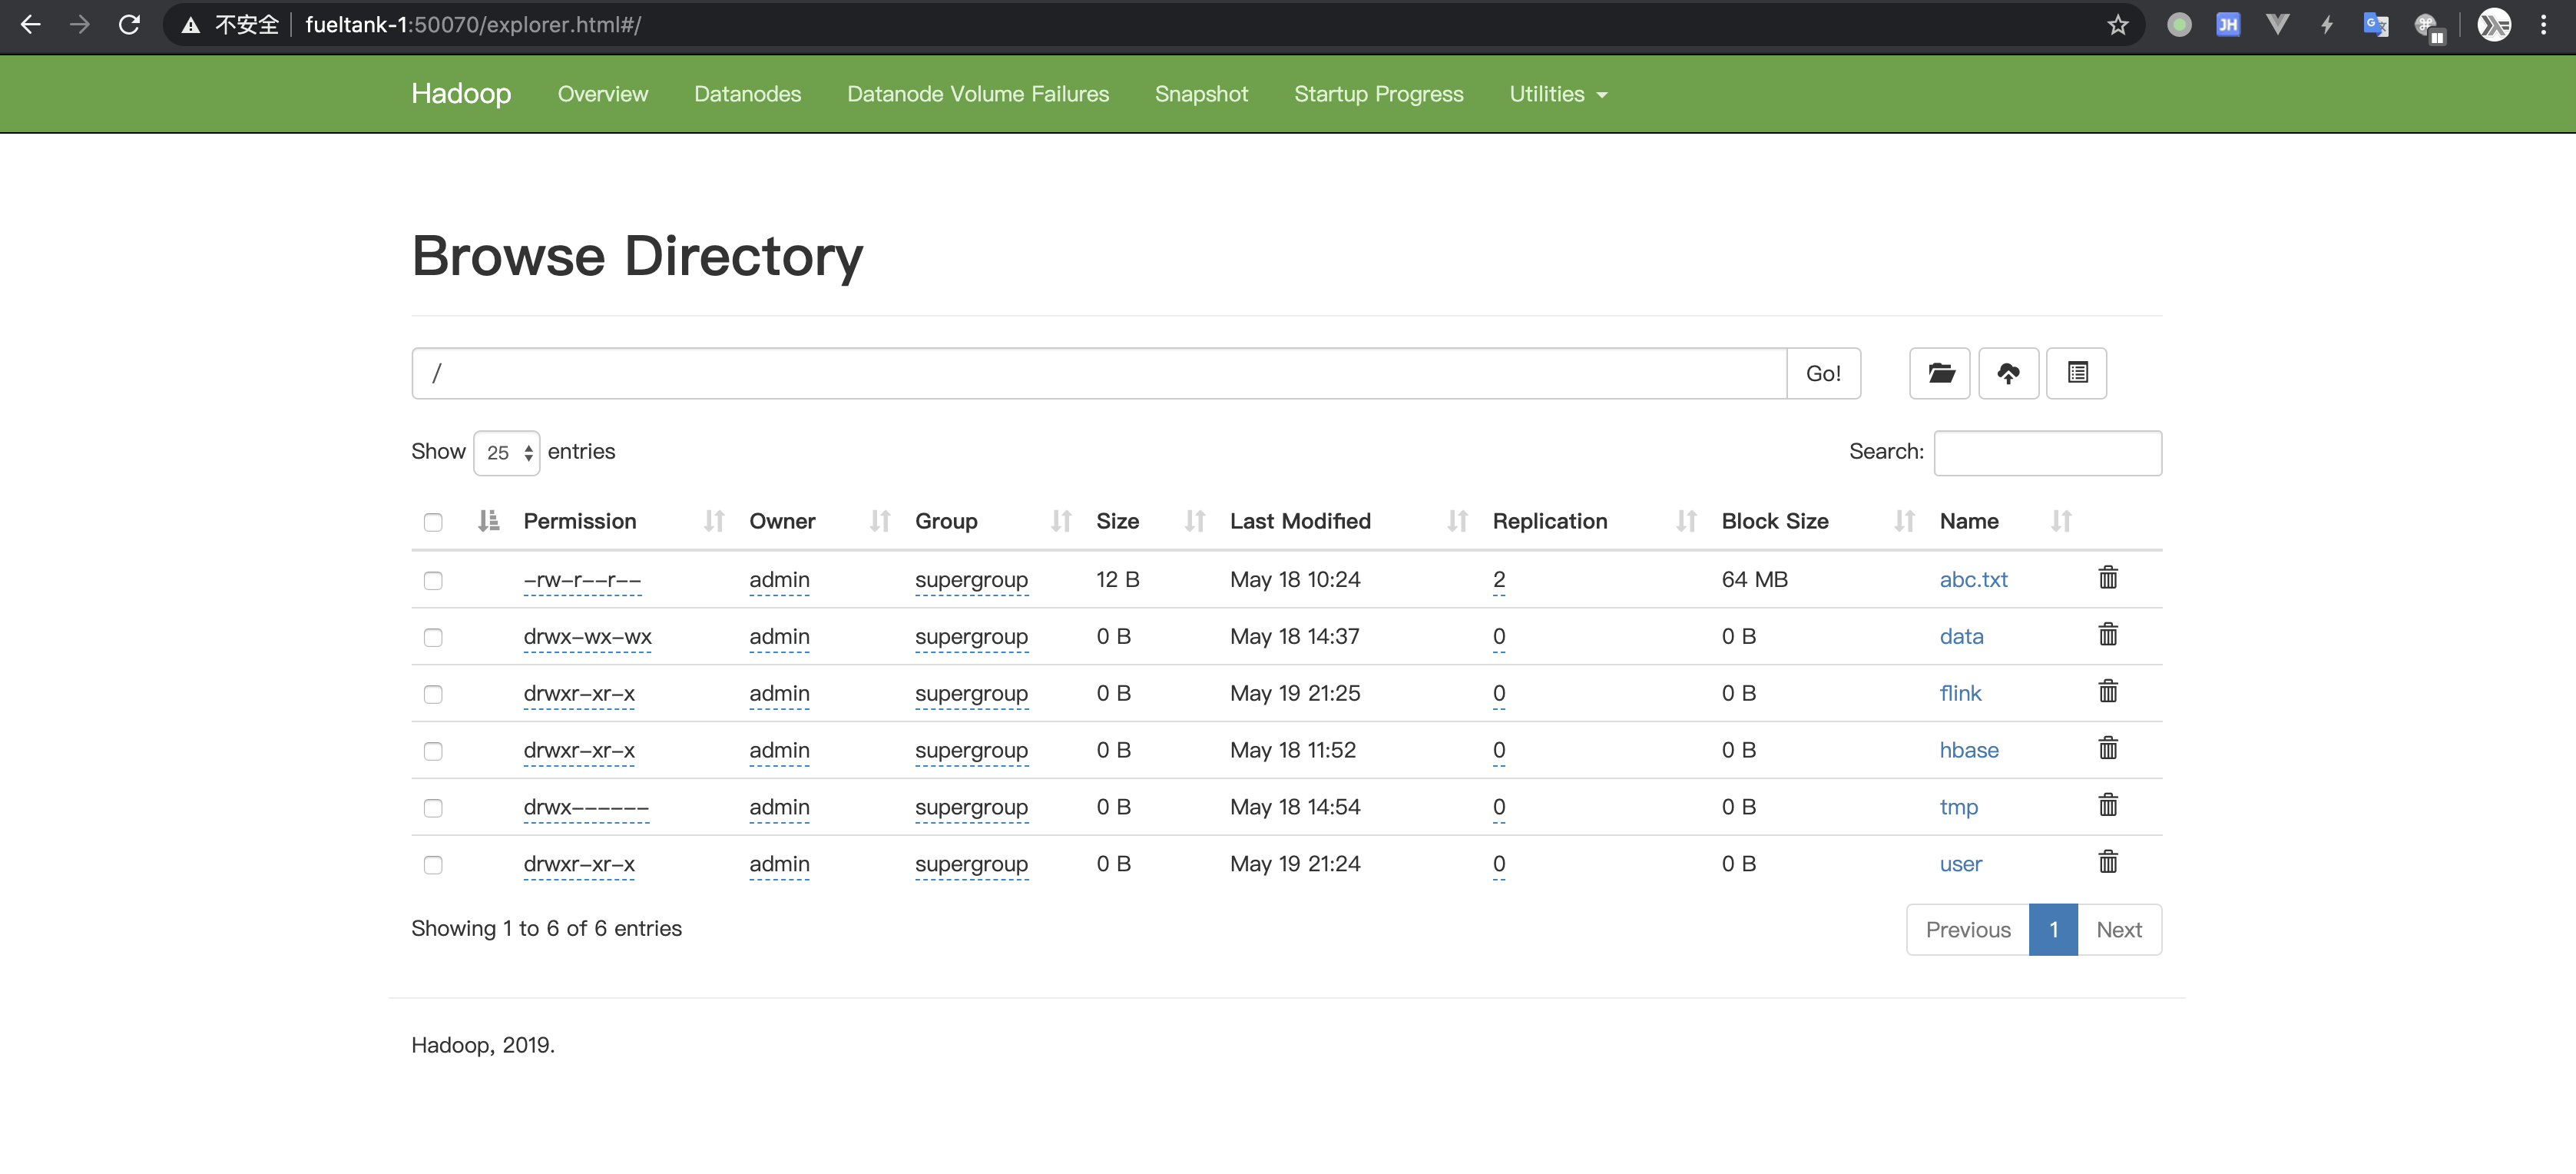 不安全 fueltank-1:50070/explorer.html#/
JH
Hadoop Overview Datanodes Datanode Volume Failures Snapshot Startup Progress Utilities
Browse Directory
/ Go!
Show 25 entries Search:
Permission Owner Group Size Last Modified Replication Block Size Name
-rw-r--r-- admin supergroup 12 B May 18 10:24 2 64 MB abc.txt
drwx-wx-wx admin supergroup 0 B May 18 14:37 0 0 B data
drwxr-xr-x admin supergroup 0 B May 19 21:25 0 0 B flink
drwxr-xr-x admin supergroup 0 B May 18 11:52 0 0 B hbase
drwx------ admin supergroup 0 B May 18 14:54 0 0 B tmp
drwxr-xr-x admin supergroup 0 B May 19 21:24 0 0 B user
Showing 1 to 6 of 6 entries Previous 1 Next
Hadoop, 2019.